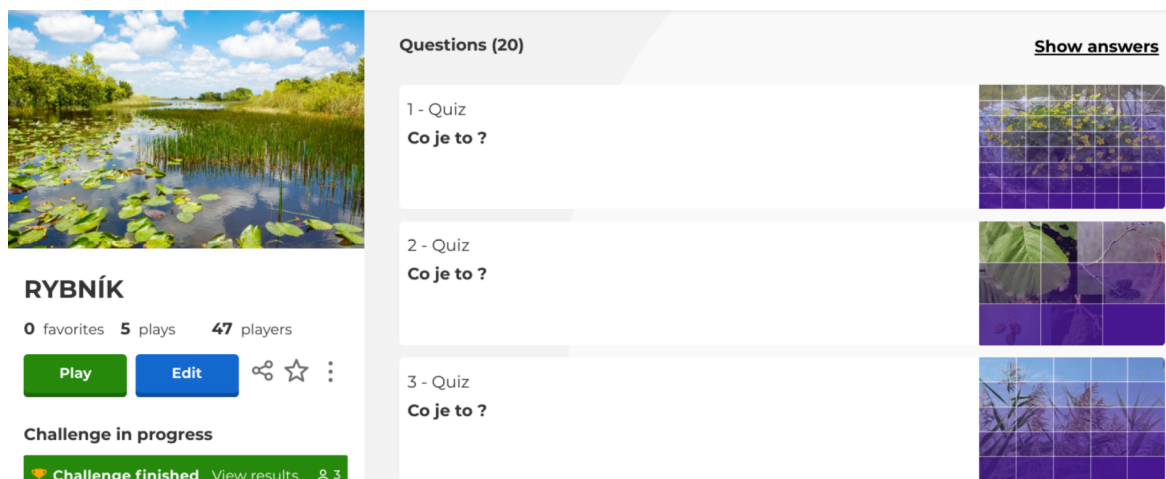 RYBNÍK
0 favorites 5 plays 47 players
Play Edit
Challenge in progress
Challenge finished View results 3
Questions (20) Show answers
1 - Quiz
Co je to ?
2 - Quiz
Co je to ?
3 - Quiz
Co je to ?